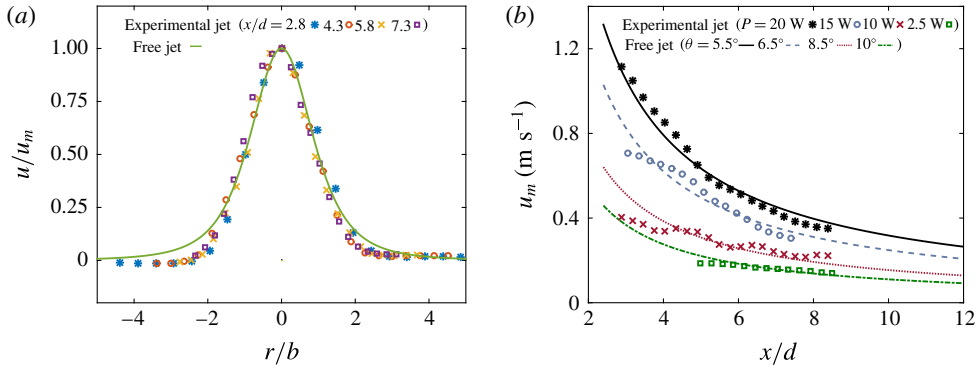 (a)
Experimental jet (x/d = 2.8 4.3 5.8 7.3 )
Free jet
1.00
0.75
0.50
0.25
0
u/u_m
−4 −2 0 2 4
r/b
(b)
Experimental jet (P = 20 W 15 W 10 W 2.5 W )
Free jet (θ = 5.5° 6.5° 8.5° 10° )
1.2
0.8
0.4
0
u_m (m s⁻¹)
2 4 6 8 10 12
x/d